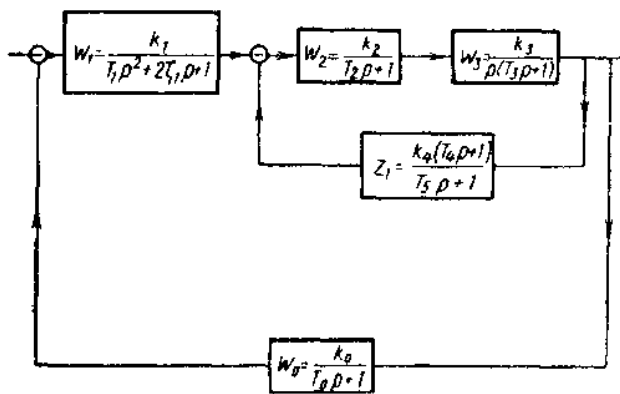 W₁=k₁/(T₁p²+2ζ₁p+1)
W₂=k₂/(T₂p+1)
W₃=k₃/(p(T₃p+1))
Z₁=k₄(T₄p+1)/(T₅p+1)
W₀=k₀/(T₀p+1)